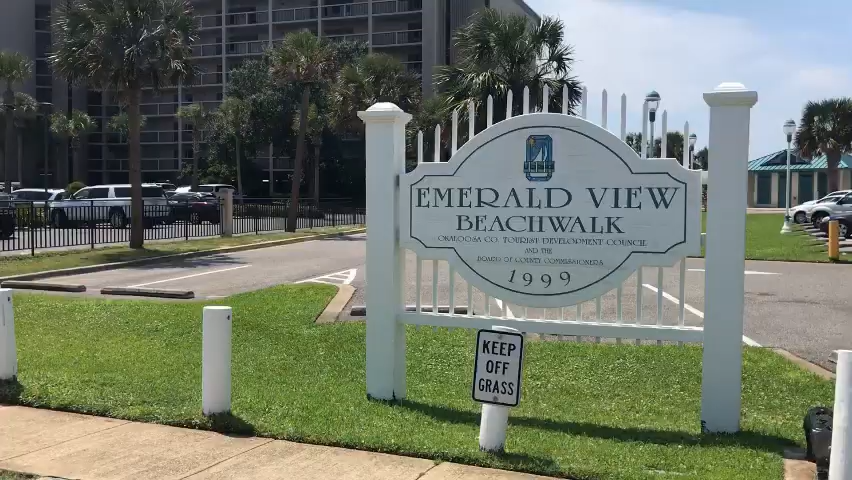 EMERALD VIEW
BEACHWALK
OKALOOSA CO. TOURIST DEVELOPMENT COUNCIL
AND THE
BOARD OF COUNTY COMMISSIONERS
1999
KEEP
OFF
GRASS